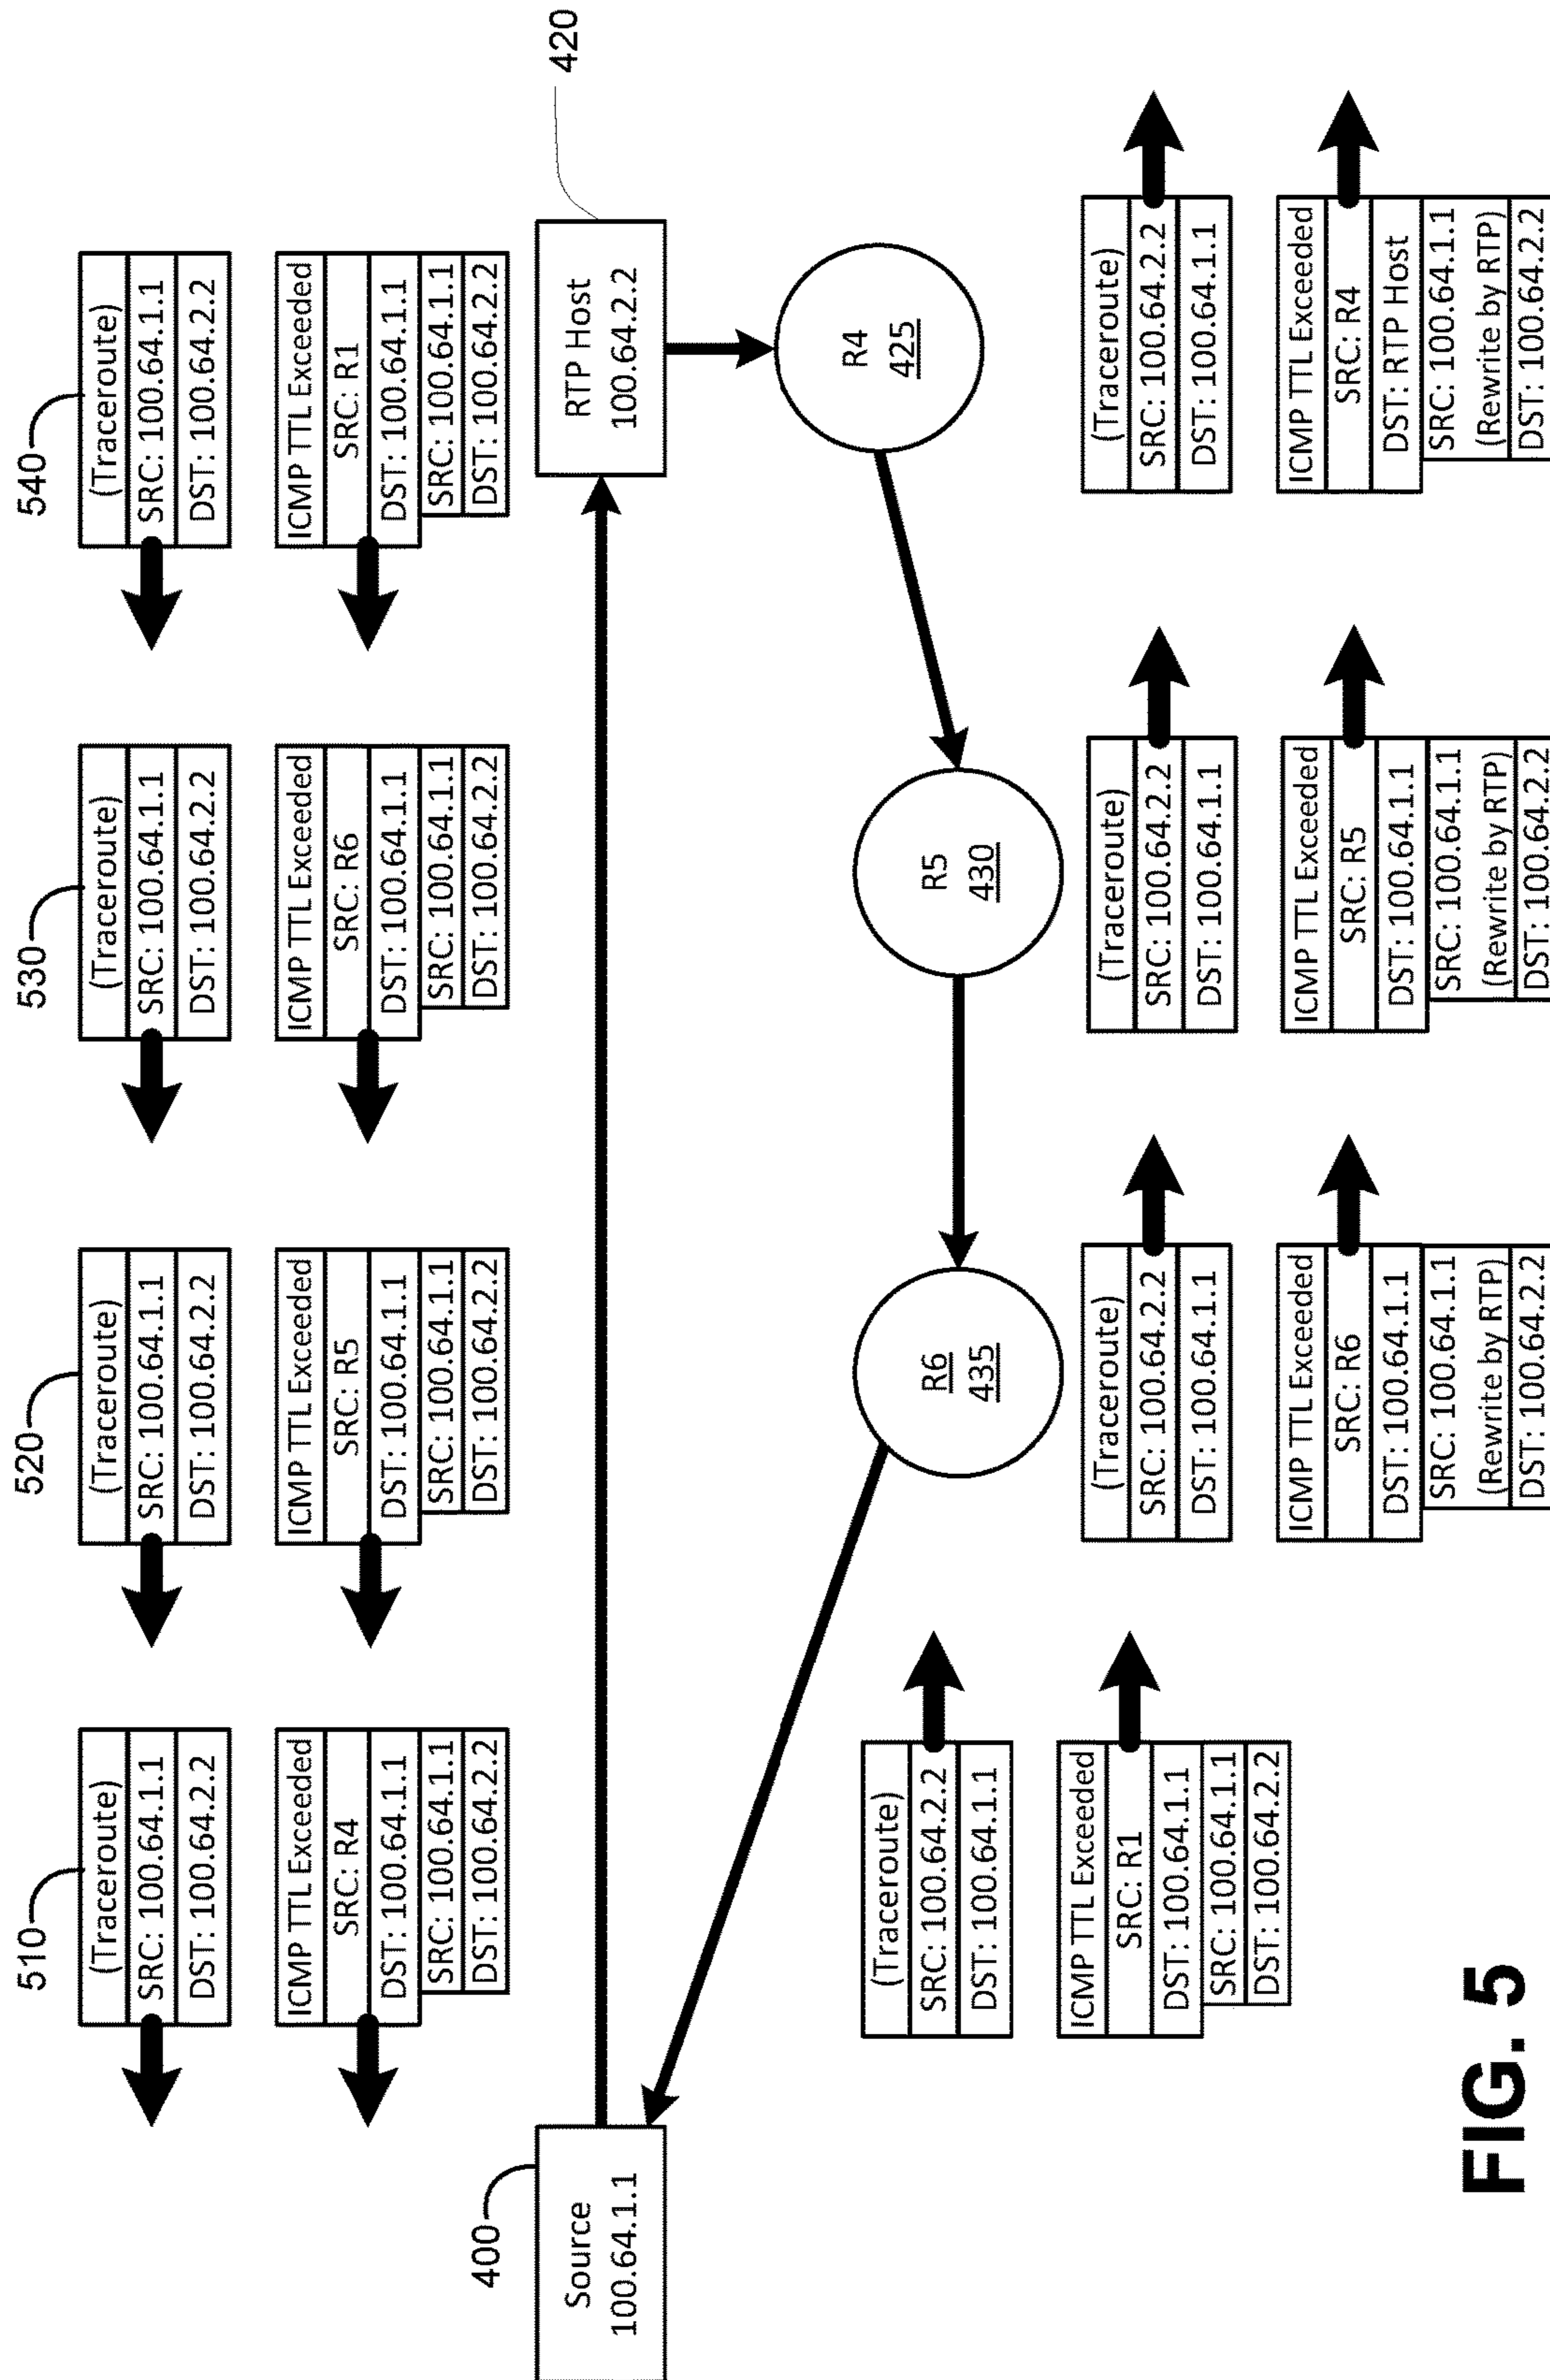 510
(Traceroute)
SRC: 100.64.1.1
DST: 100.64.2.2
ICMP TTL Exceeded
SRC: R4
DST: 100.64.1.1
SRC: 100.64.1.1
DST: 100.64.2.2
520
(Traceroute)
SRC: 100.64.1.1
DST: 100.64.2.2
ICMP TTL Exceeded
SRC: R5
DST: 100.64.1.1
SRC: 100.64.1.1
DST: 100.64.2.2
530
(Traceroute)
SRC: 100.64.1.1
DST: 100.64.2.2
ICMP TTL Exceeded
SRC: R6
DST: 100.64.1.1
SRC: 100.64.1.1
DST: 100.64.2.2
540
(Traceroute)
SRC: 100.64.1.1
DST: 100.64.2.2
ICMP TTL Exceeded
SRC: R1
DST: 100.64.1.1
SRC: 100.64.1.1
DST: 100.64.2.2
400
Source
100.64.1.1
RTP Host
100.64.2.2
420
R6
435
R5
430
R4
425
(Traceroute)
SRC: 100.64.2.2
DST: 100.64.1.1
ICMP TTL Exceeded
SRC: R1
DST: 100.64.1.1
SRC: 100.64.1.1
DST: 100.64.2.2
(Traceroute)
SRC: 100.64.2.2
DST: 100.64.1.1
ICMP TTL Exceeded
SRC: R6
DST: 100.64.1.1
SRC: 100.64.1.1
(Rewrite by RTP)
DST: 100.64.2.2
(Traceroute)
SRC: 100.64.2.2
DST: 100.64.1.1
ICMP TTL Exceeded
SRC: R5
DST: 100.64.1.1
SRC: 100.64.1.1
(Rewrite by RTP)
DST: 100.64.2.2
(Traceroute)
SRC: 100.64.2.2
DST: 100.64.1.1
ICMP TTL Exceeded
SRC: R4
DST: RTP Host
SRC: 100.64.1.1
(Rewrite by RTP)
DST: 100.64.2.2
FIG. 5